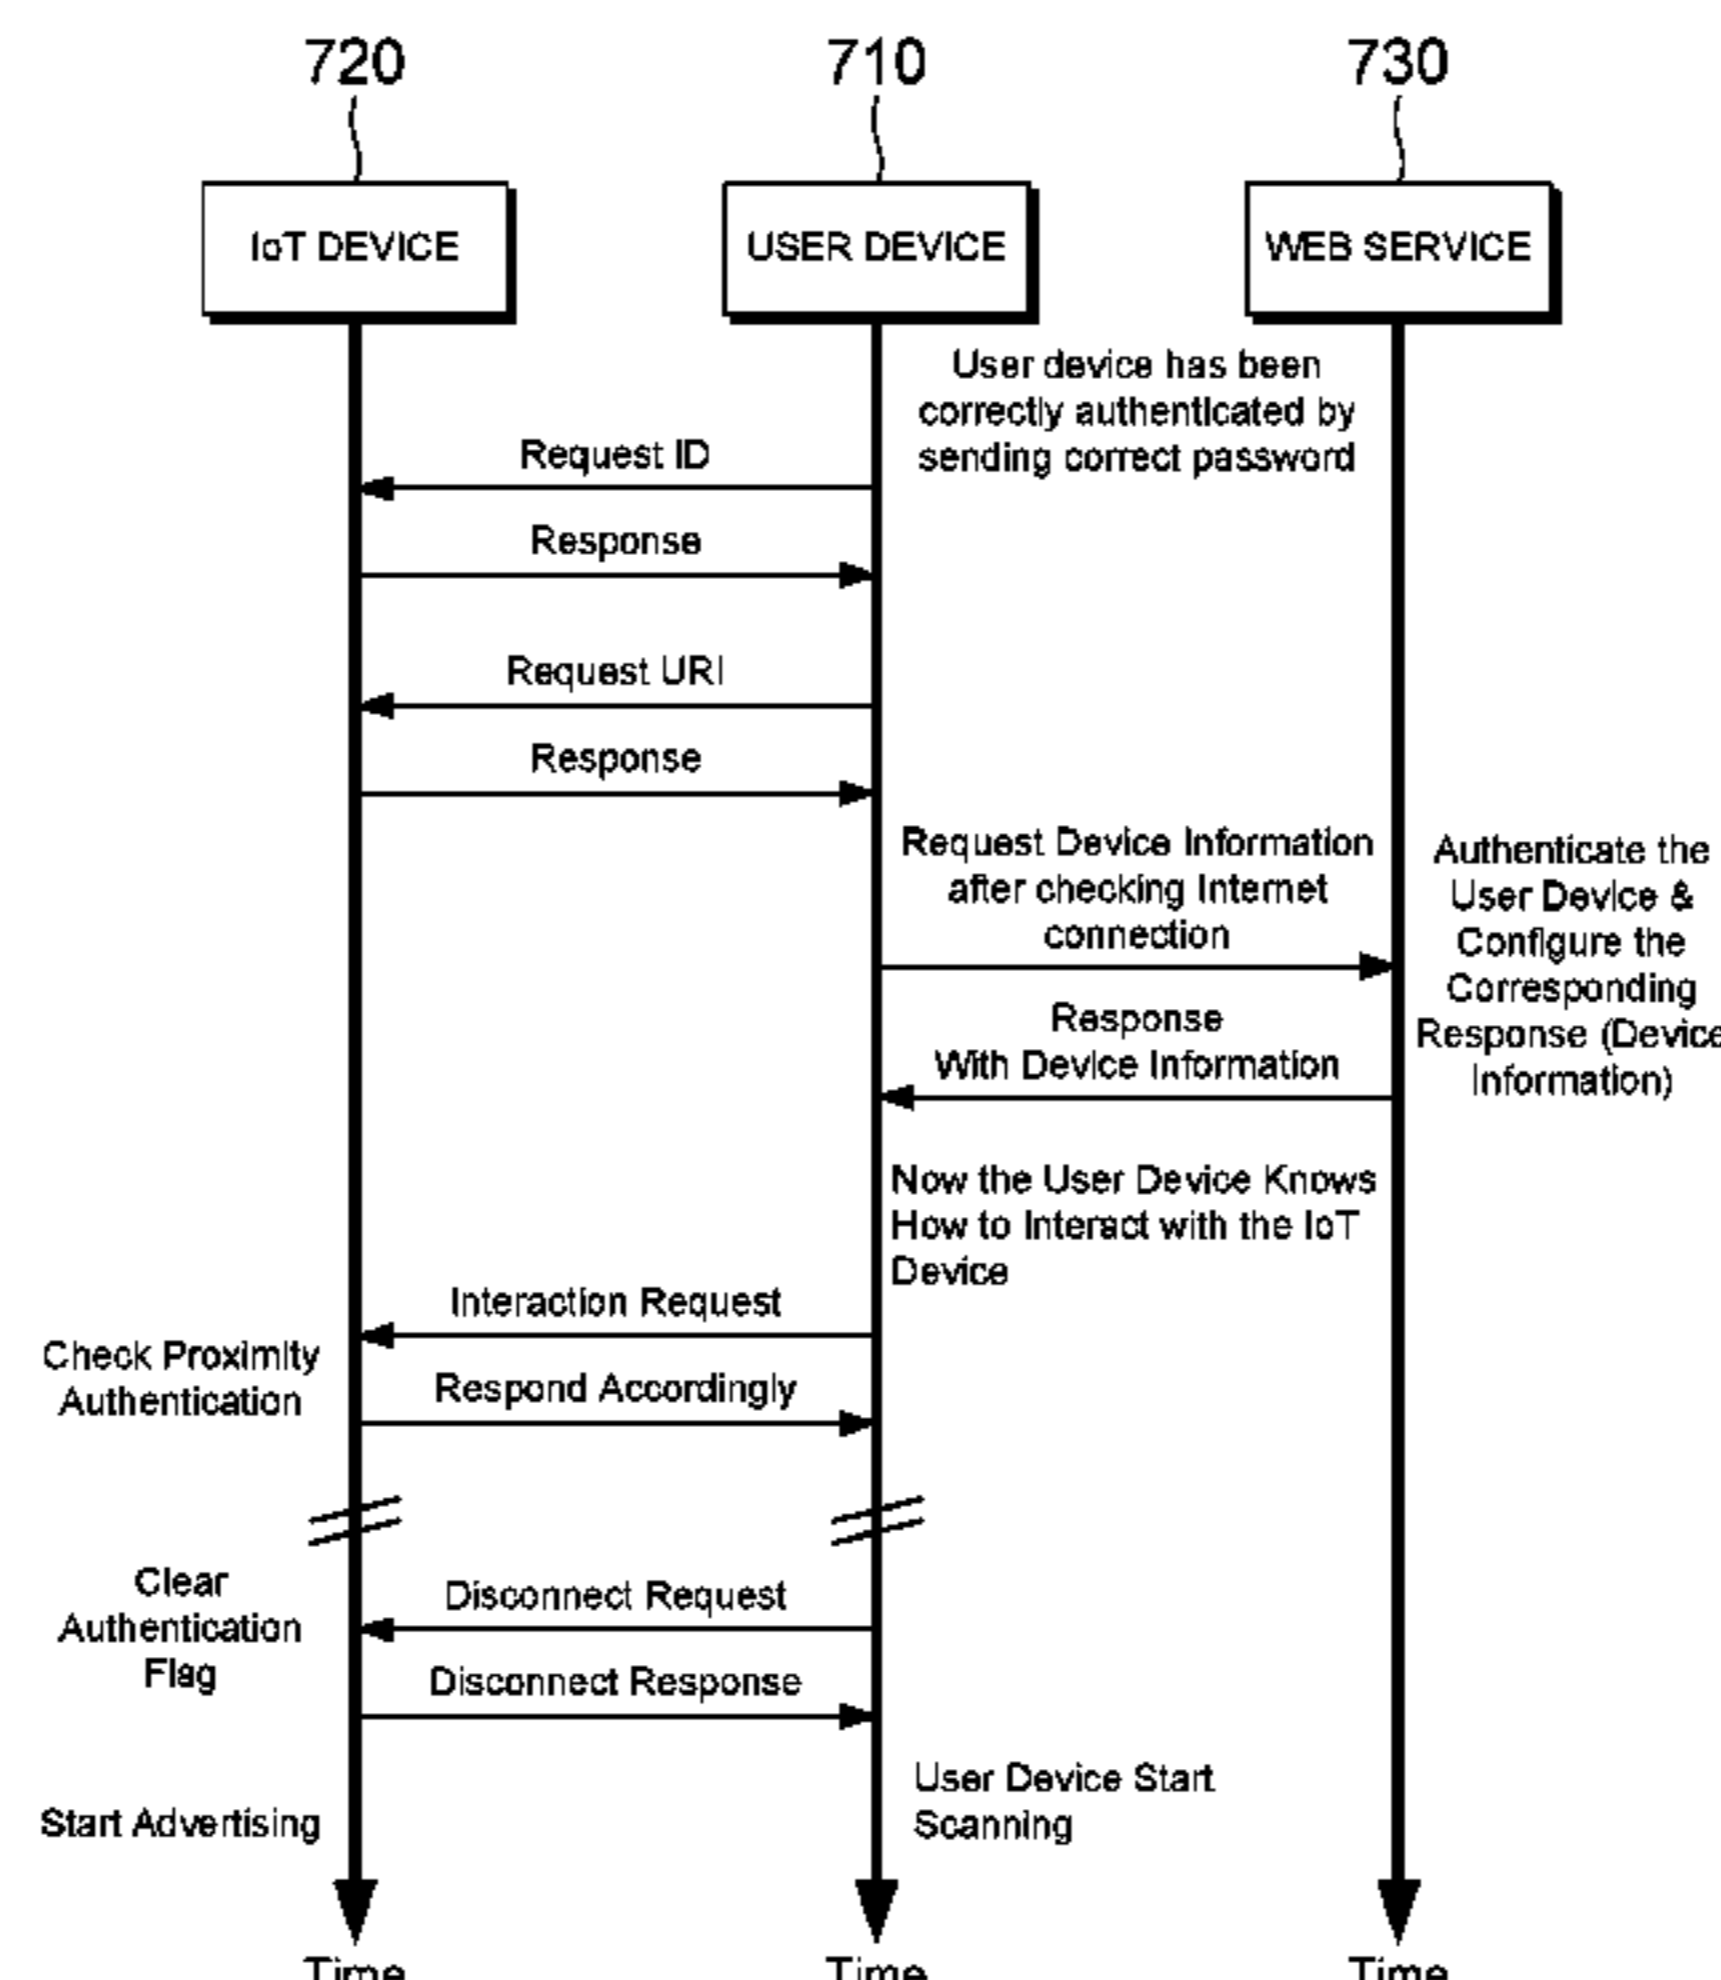 720
710
730
IoT DEVICE
USER DEVICE
WEB SERVICE
User device has been
correctly authenticated by
sending correct password
Request ID
Response
Request URI
Response
Request Device Information
after checking Internet
connection
Authenticate the
User Device &
Configure the
Corresponding
Response (Device
Information)
Response
With Device Information
Now the User Device Knows
How to Interact with the IoT
Device
Interaction Request
Check Proximity
Authentication
Respond Accordingly
Clear
Authentication
Flag
Disconnect Request
Disconnect Response
User Device Start
Scanning
Start Advertising
Time
Time
Time